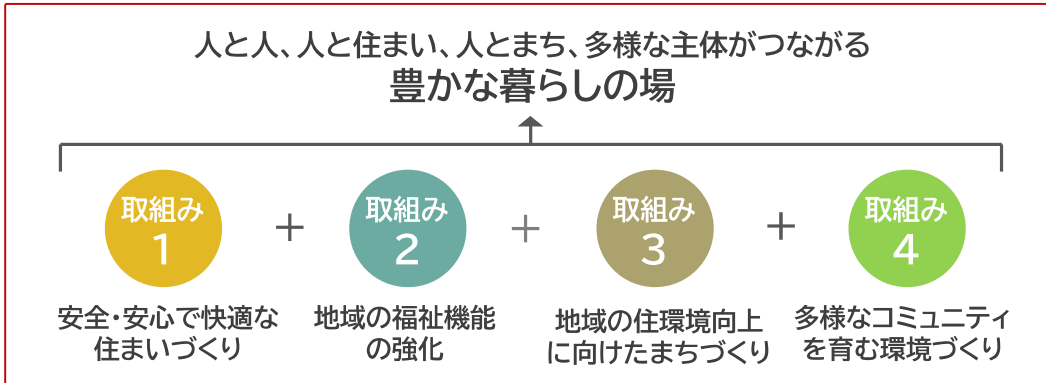 人と人、人と住まい、人とまち、多様な主体がつながる
豊かな暮らしの場
取組み
1
安全・安心で快適な
住まいづくり
+
取組み
2
地域の福祉機能
の強化
+
取組み
3
地域の住環境向上
に向けたまちづくり
+
取組み
4
多様なコミュニティ
を育む環境づくり